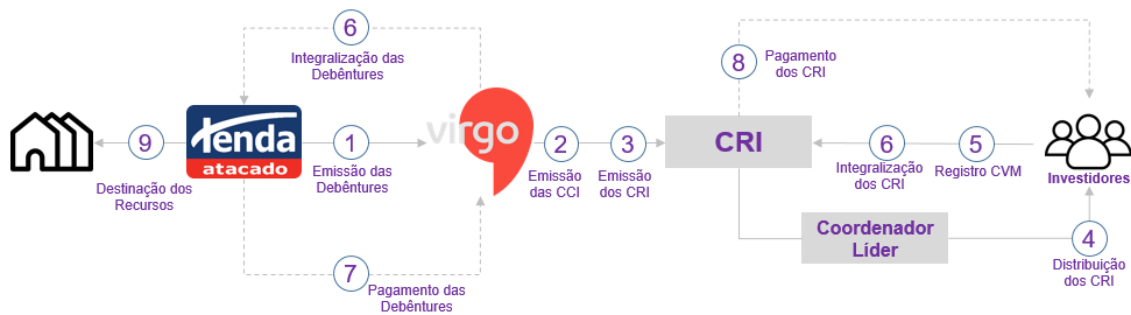 6
Integralização das
Debêntures
8
Pagamento
dos CRI
9
Destinação dos
Recursos
tenda
atacado
1
Emissão das
Debêntures
virgo
2
Emissão
das CCI
3
Emissão
dos CRI
CRI
6
Integralização
dos CRI
5
Registro CVM
Investidores
Coordenador
Líder
4
Distribuição
dos CRI
7
Pagamento das
Debêntures